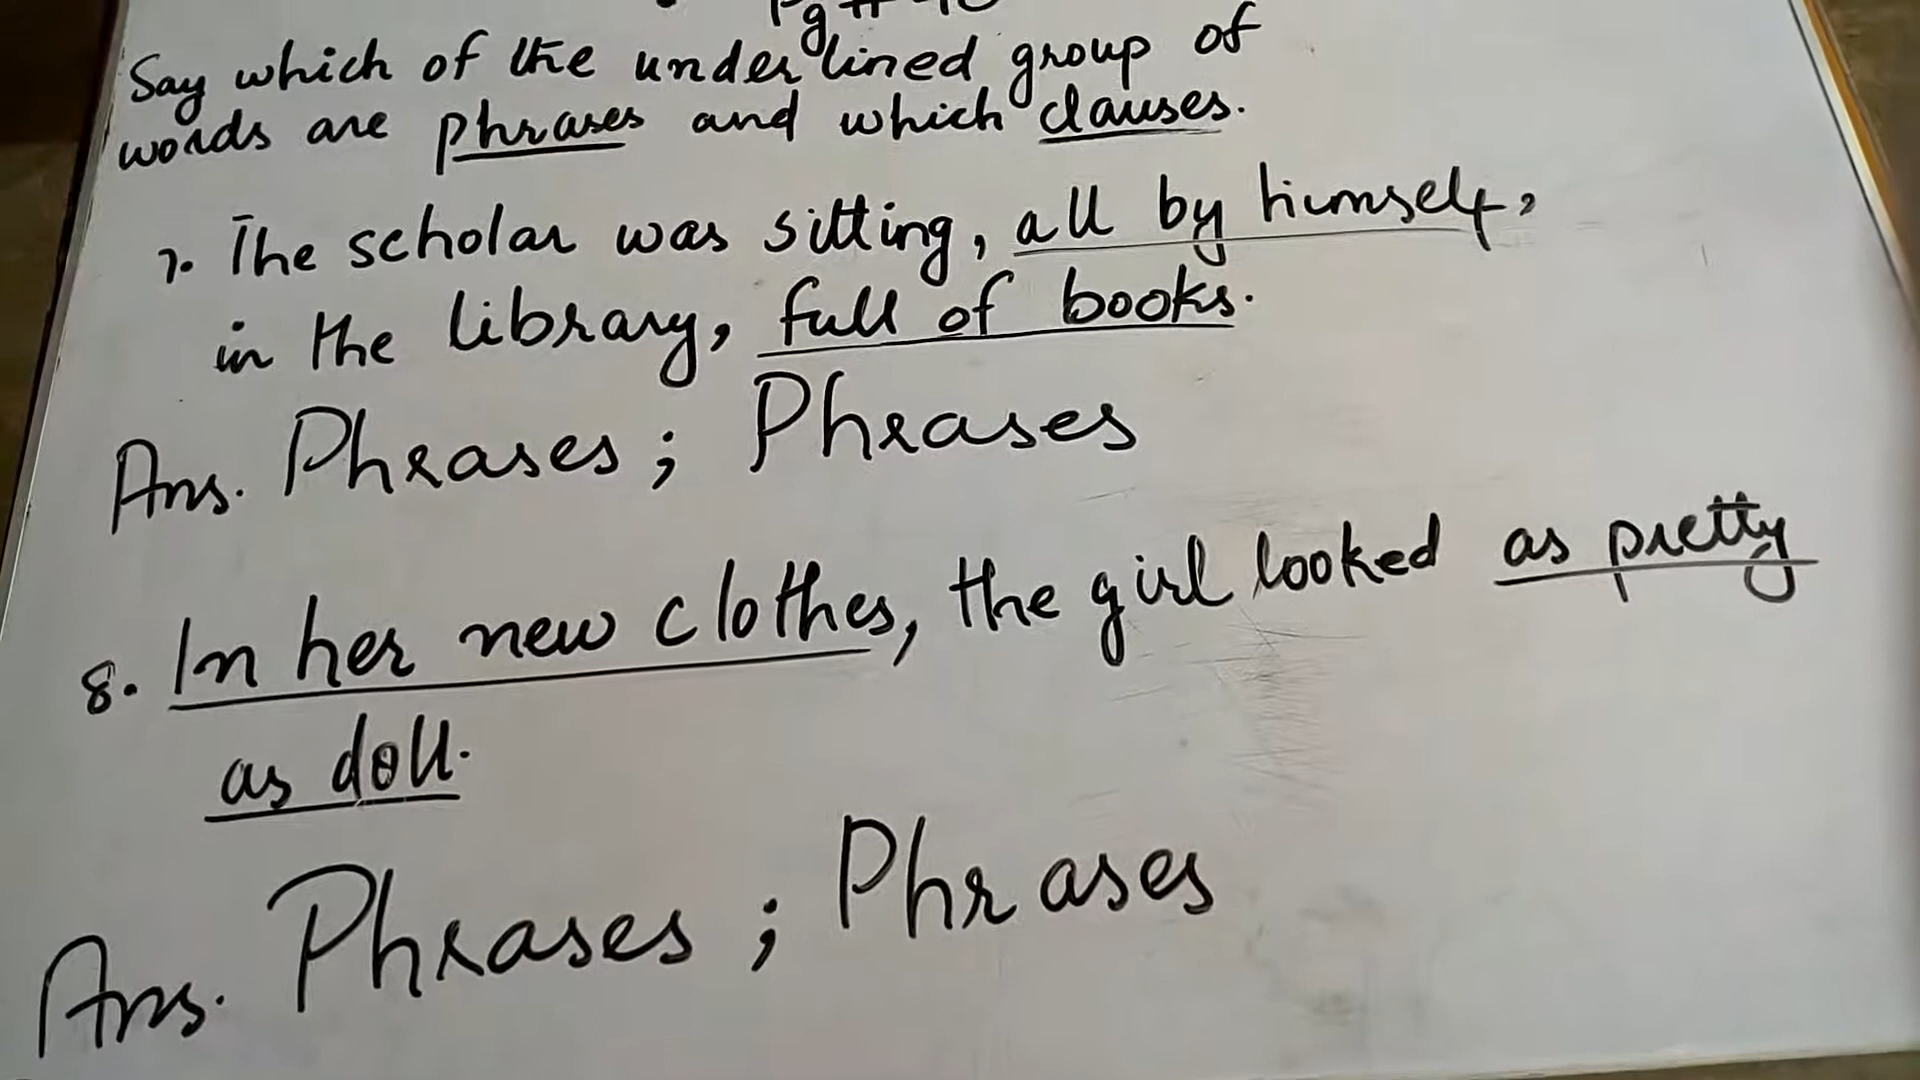 Say which of the underlined group of
words are phrases and which clauses.
7. The scholar was sitting, all by himself,
in the library, full of books.
Ans. Phrases; Phrases
8. In her new clothes, the girl looked as pretty
as doll.
Ans. Phrases; Phrases